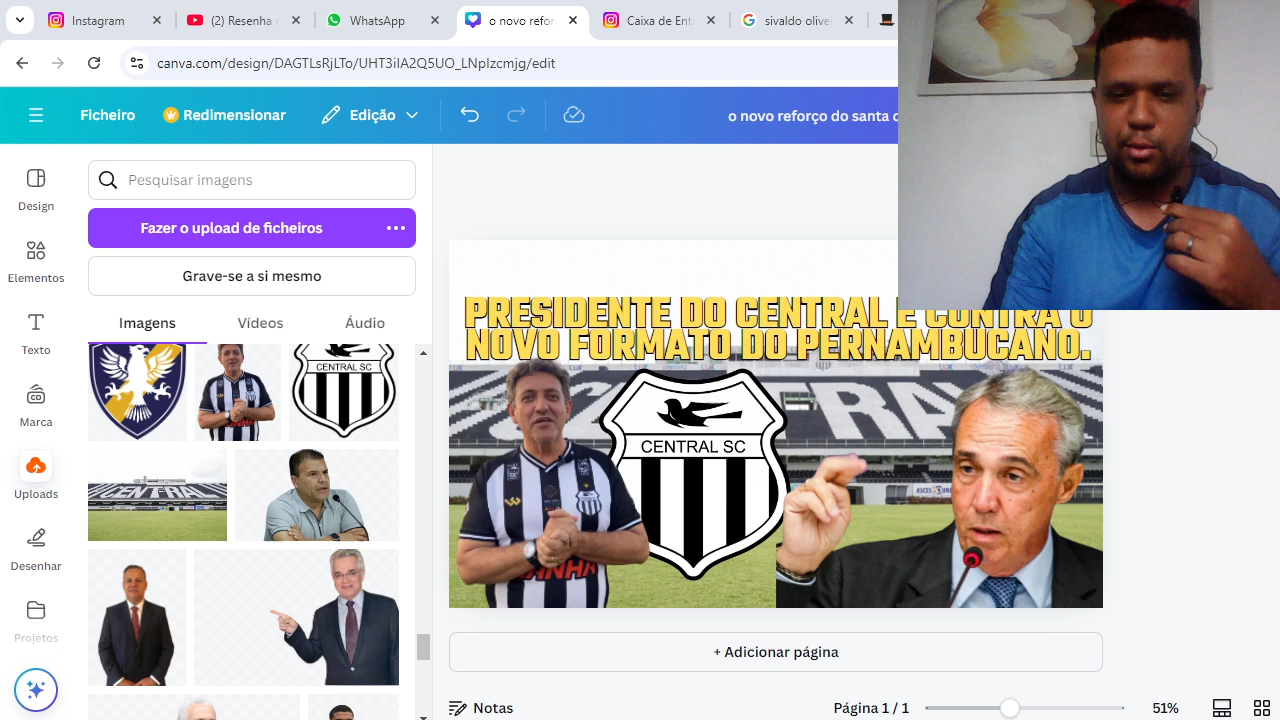 Instagram
(2) Resenha
WhatsApp
o novo refor
Caixa de Ent
sivaldo olive
canva.com/design/DAGTLsRjLTo/UHT3iIA2Q5UO_LNpIzcmjg/edit
Ficheiro
Redimensionar
Edição
o novo reforço do santa c
Pesquisar imagens
Fazer o upload de ficheiros
Grave-se a si mesmo
Imagens
Vídeos
Áudio
Design
Elementos
Texto
Marca
Uploads
Desenhar
Projetos
CENTRAL SC
PRESIDENTE DO CENTRAL E CONTRA O
NOVO FORMATO DO PERNAMBUCANO.
CENTRAL SC
+ Adicionar página
Notas
Página 1 / 1
51%